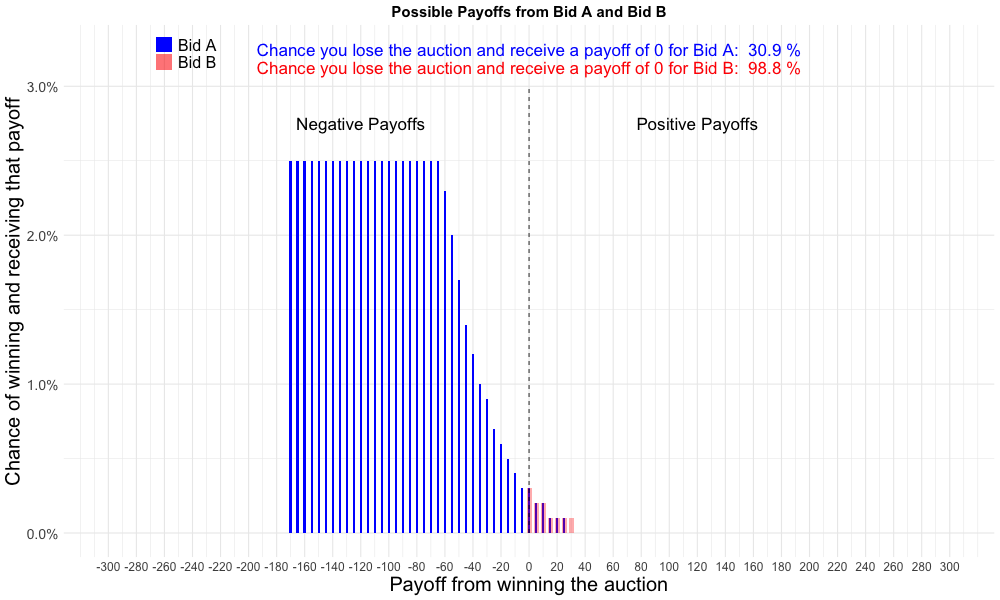 Possible Payoffs from Bid A and Bid B
Bid A
Bid B
Chance you lose the auction and receive a payoff of 0 for Bid A: 30.9 %
Chance you lose the auction and receive a payoff of 0 for Bid B: 98.8 %
Negative Payoffs
Positive Payoffs
Chance of winning and receiving that payoff
3.0%
2.0%
1.0%
0.0%
-300 -280 -260 -240 -220 -200 -180 -160 -140 -120 -100 -80 -60 -40 -20 0 20 40 60 80 100 120 140 160 180 200 220 240 260 280 300
Payoff from winning the auction